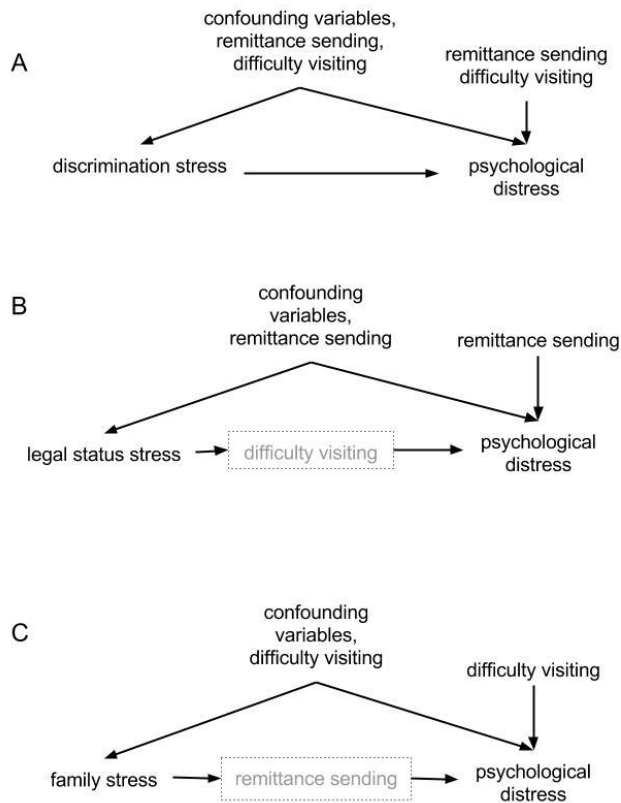 A
confounding variables,
remittance sending,
difficulty visiting
remittance sending
difficulty visiting
discrimination stress
psychological
distress
B
confounding
variables,
remittance sending
remittance sending
legal status stress
difficulty visiting
psychological
distress
C
confounding
variables,
difficulty visiting
difficulty visiting
family stress
remittance sending
psychological
distress